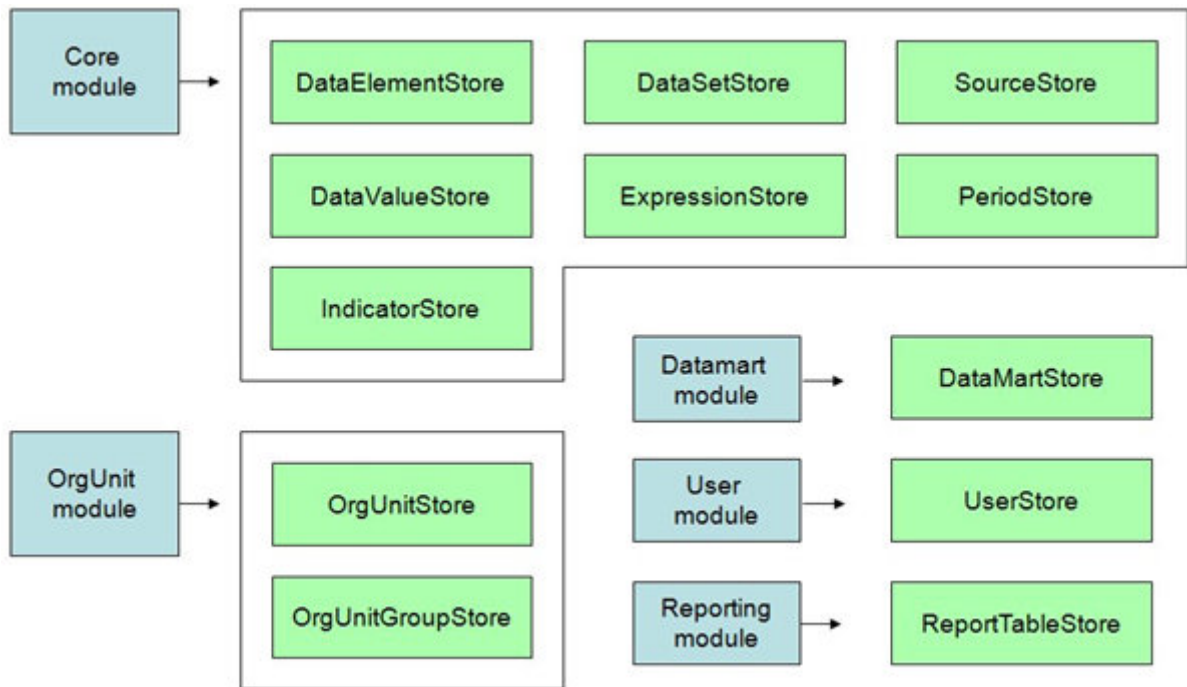 Core
module
DataElementStore
DataSetStore
SourceStore
DataValueStore
ExpressionStore
PeriodStore
IndicatorStore
Datamart
module
DataMartStore
OrgUnit
module
OrgUnitStore
User
module
UserStore
OrgUnitGroupStore
Reporting
module
ReportTableStore